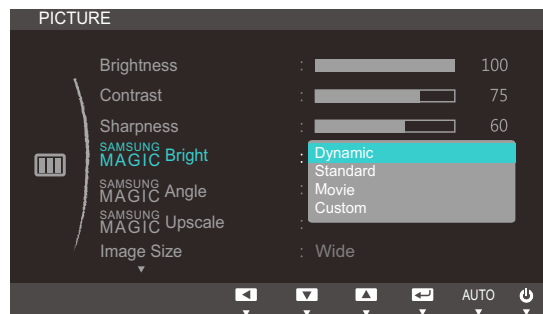 PICTURE
Brightness : 100
Contrast : 75
Sharpness : 60
SAMSUNG MAGIC Bright : Dynamic
Standard
SAMSUNG MAGIC Angle : Movie
Custom
SAMSUNG MAGIC Upscale :
Image Size : Wide
AUTO